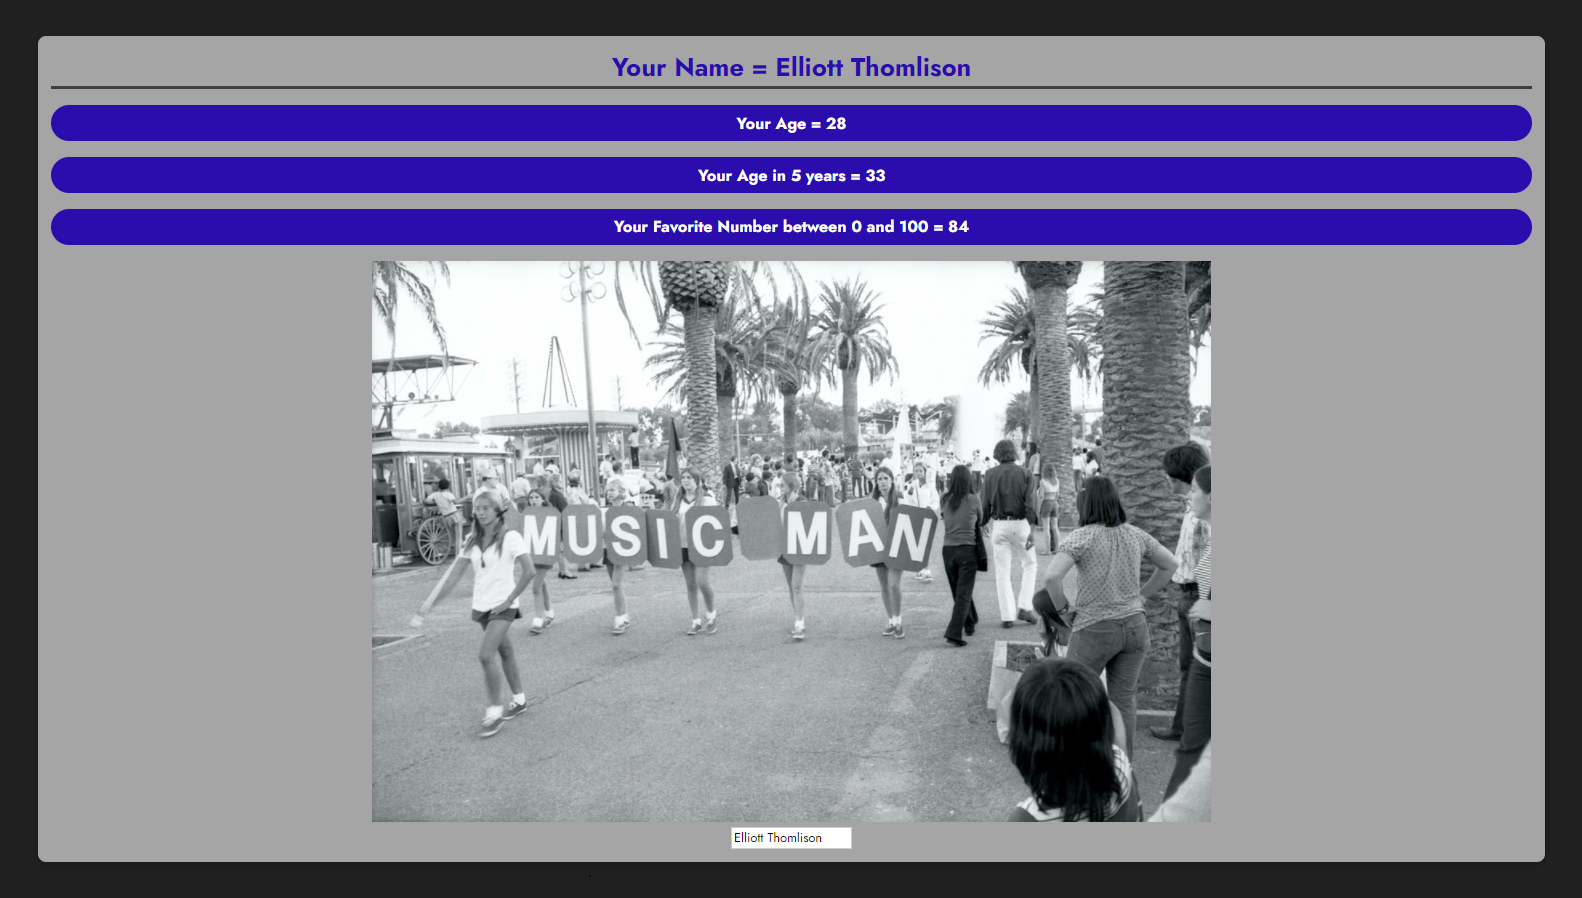 Your Name = Elliott Thomlison
Your Age = 28
Your Age in 5 years = 33
Your Favorite Number between 0 and 100 = 84
MUSIC MAN
Elliott Thomlison